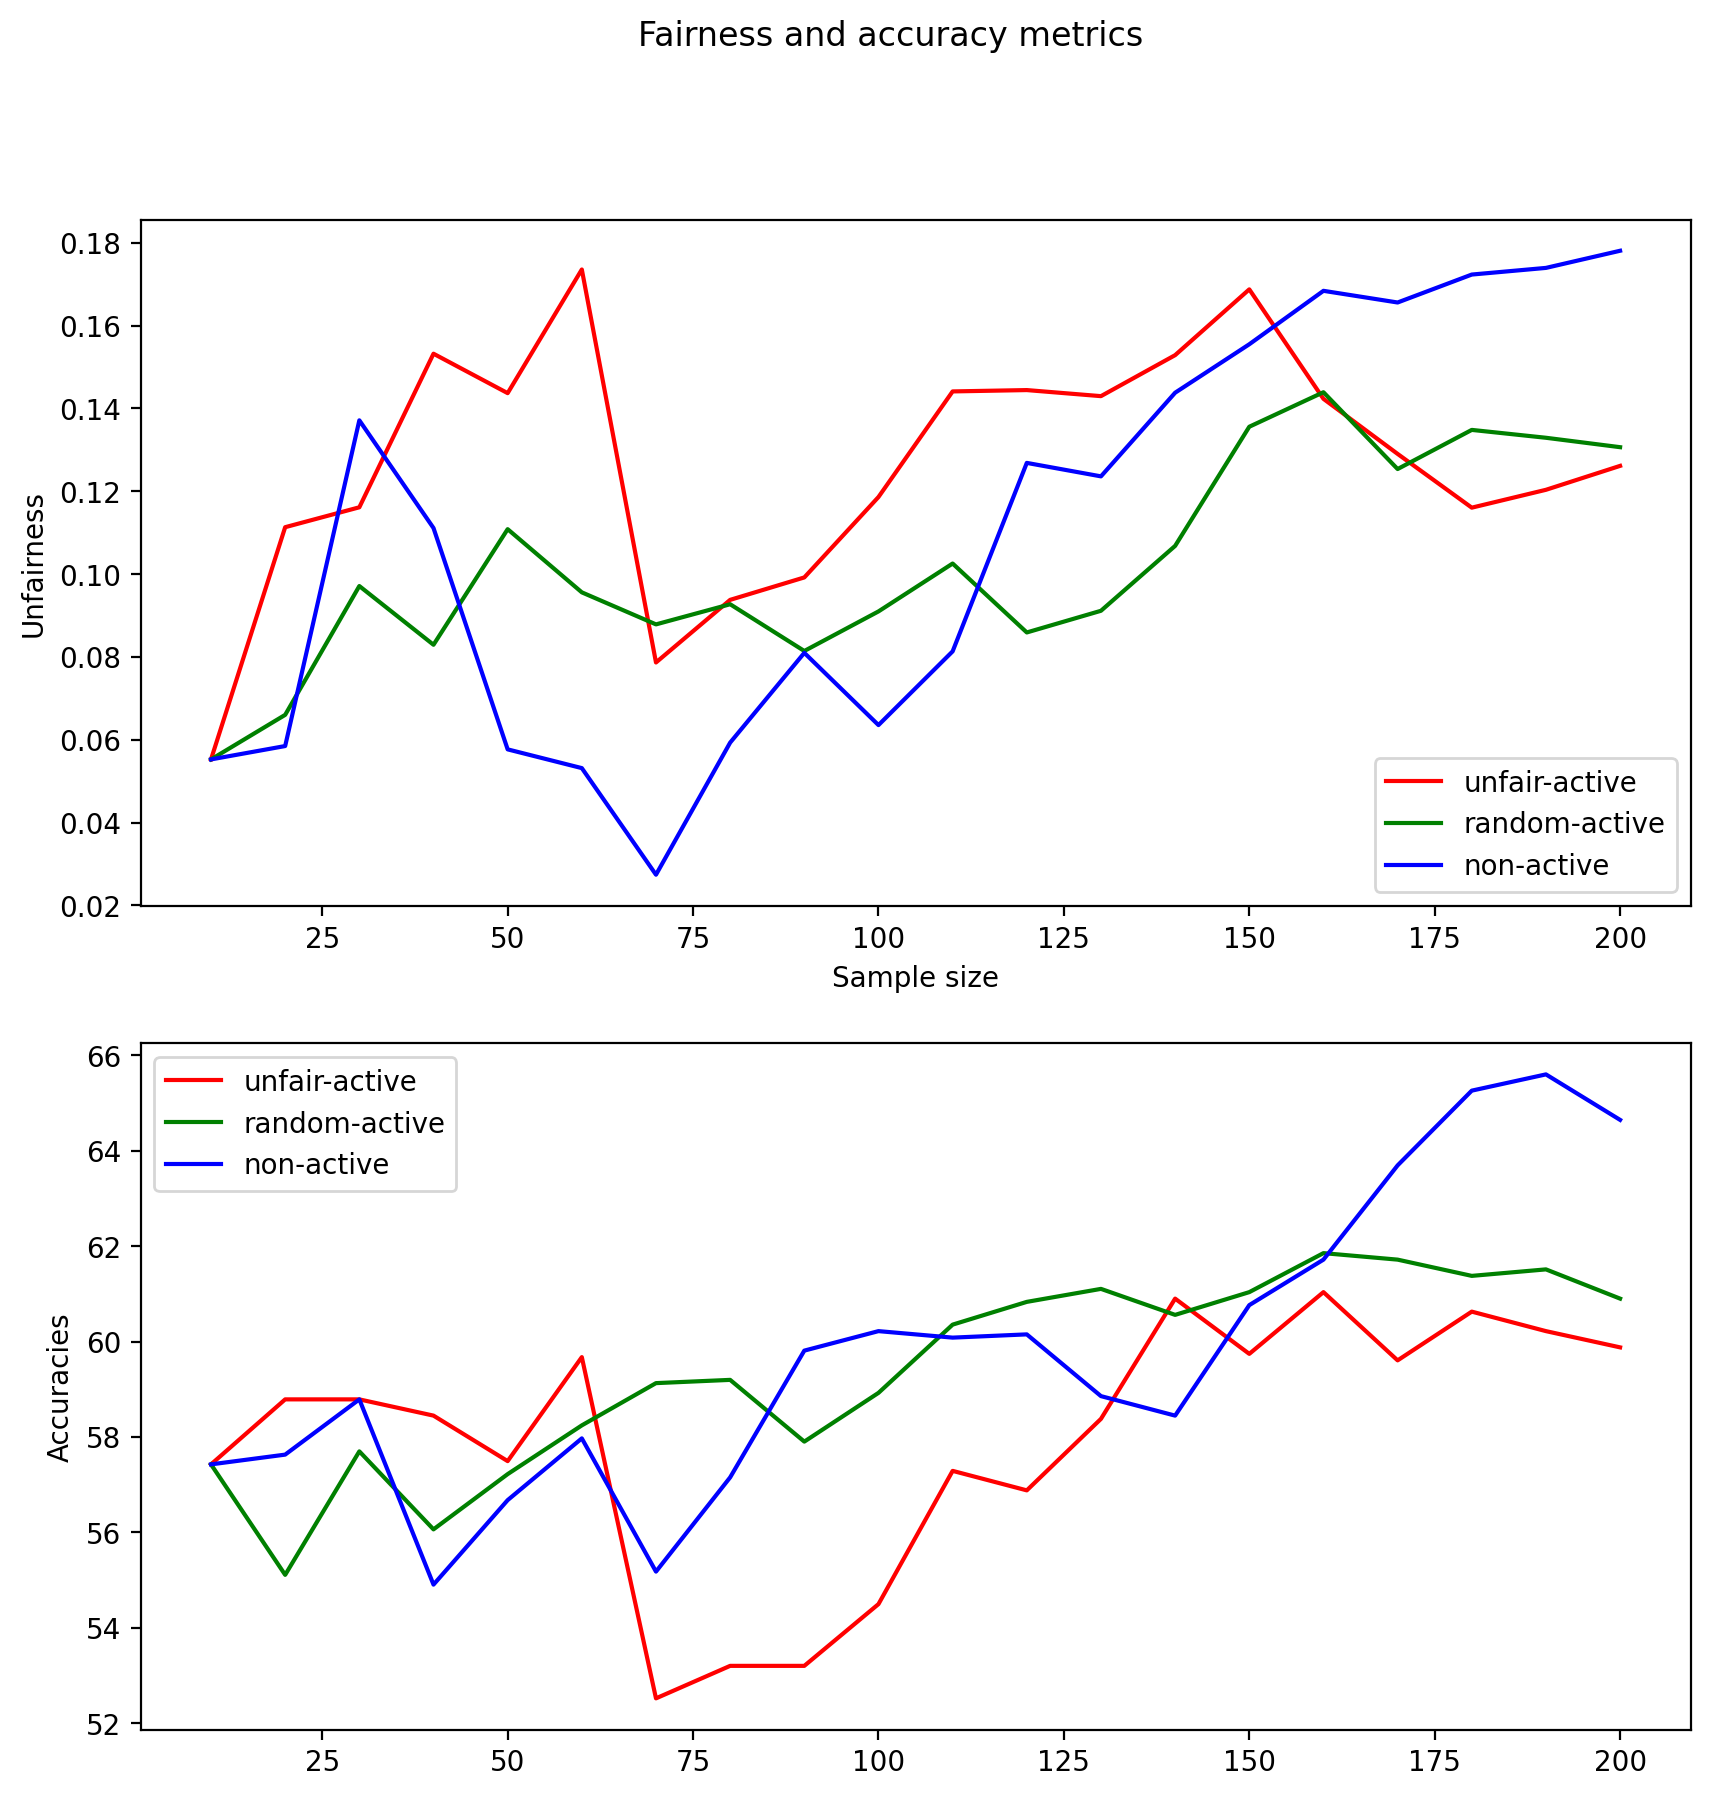 Fairness and accuracy metrics
0.18
0.16
0.14
0.12
0.10
0.08
0.06
0.04
0.02
Unfairness
unfair-active
random-active
non-active
25 50 75 100 125 150 175 200
Sample size
66
64
62
60
58
56
54
52
Accuracies
unfair-active
random-active
non-active
25 50 75 100 125 150 175 200